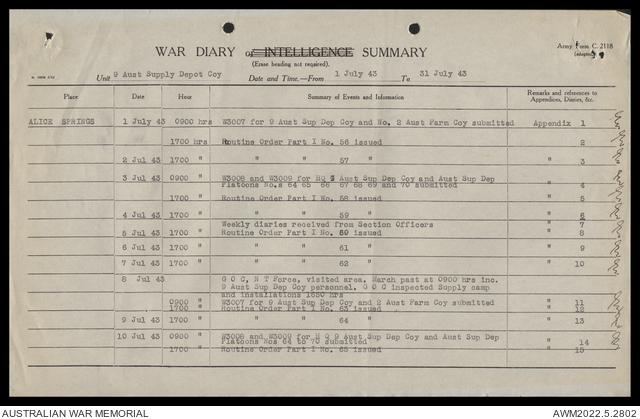 WAR DIARY or INTELLIGENCE SUMMARY
Army Form C. 2118
(Erase heading not required).
(Adapted)
Unit 9 Aust Supply Depot Coy Date and Time.—From 1 July 43 To 31 July 43
Place Date Hour Summary of Events and Information Remarks and references to Appendices, Diaries, &c.
ALICE SPRINGS 1 July 43 0900 hrs W3007 for 9 Aust Sup Dep Coy and No. 2 Aust Farm Coy submitted Appendix 1
1700 hrs Routine Order Part I No. 56 issued 2
2 Jul 43 1700 " " " 57 " 3
3 Jul 43 0900 " W3008 and W3009 for HQ 9 Aust Sup Dep Coy and Aust Sup Dep
Platoons No.s 64 65 66 67 68 69 and 70 submitted 4
1700 " Routine Order Part I No. 58 issued 5
4 Jul 43 1700 " " " 59 " 6
Weekly diaries received from Section Officers 7
5 Jul 43 1700 " Routine Order Part I No. 60 issued 8
6 Jul 43 1700 " " " 61 " 9
7 Jul 43 1700 " " " 62 " 10
8 Jul 43 G O C, N T Force, visited area. March past at 0900 hrs inc.
9 Aust Sup Dep Coy personnel. G O C inspected Supply camp
and installations 1630 hrs
0900 " W3007 for 9 Aust Sup Dep Coy and 2 Aust Farm Coy submitted 11
1700 " Routine Order Part I No. 63 issued 12
9 Jul 43 1700 " " " 64 " 13
10 Jul 43 0900 " W3008 and W3009 for H Q 9 Aust Sup Dep Coy and Aust Sup Dep
Platoons Nos 64 to 70 submitted 14
1700 " Routine Order Part I No. 65 issued 15
AUSTRALIAN WAR MEMORIAL AWM2022.5.2802